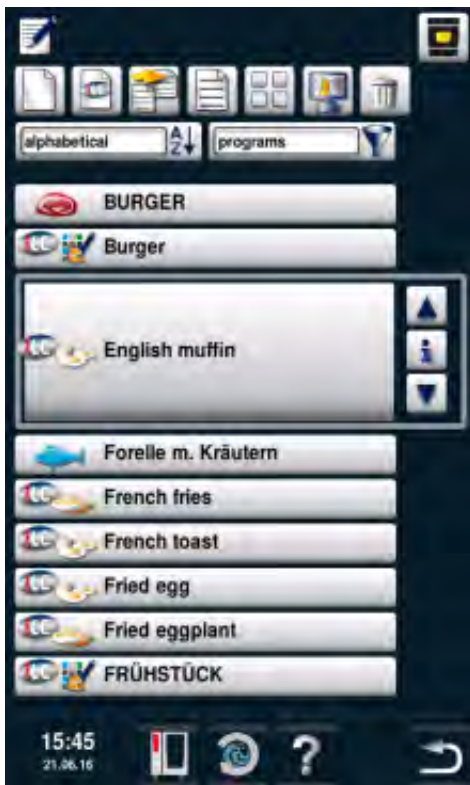 alphabetical
A
Z
programs
BURGER
Burger
English muffin
Forelle m. Kräutern
French fries
French toast
Fried egg
Fried eggplant
FRÜHSTÜCK
15:45
21.06.16
?